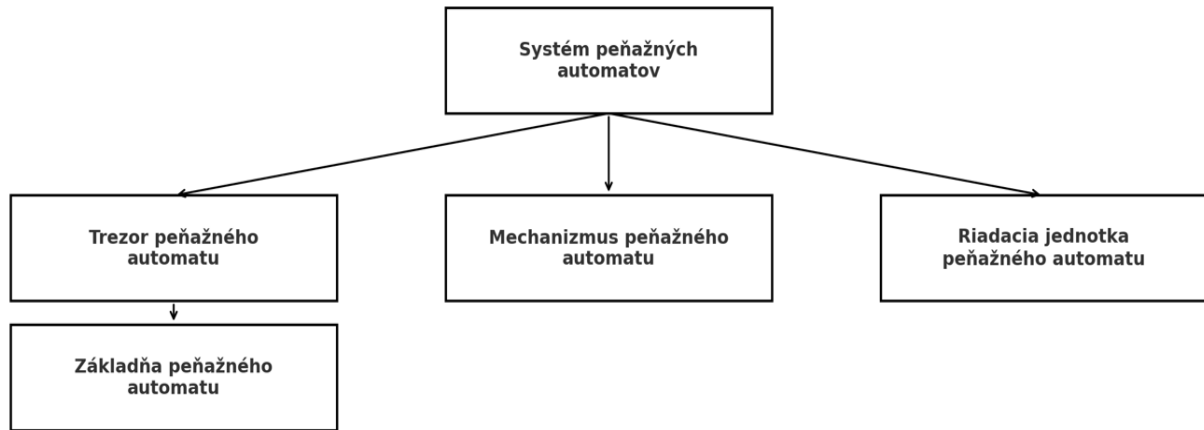 Systém peňažných
automatov
Trezor peňažného
automatu
Mechanizmus peňažného
automatu
Riadacia jednotka
peňažného automatu
Základňa peňažného
automatu